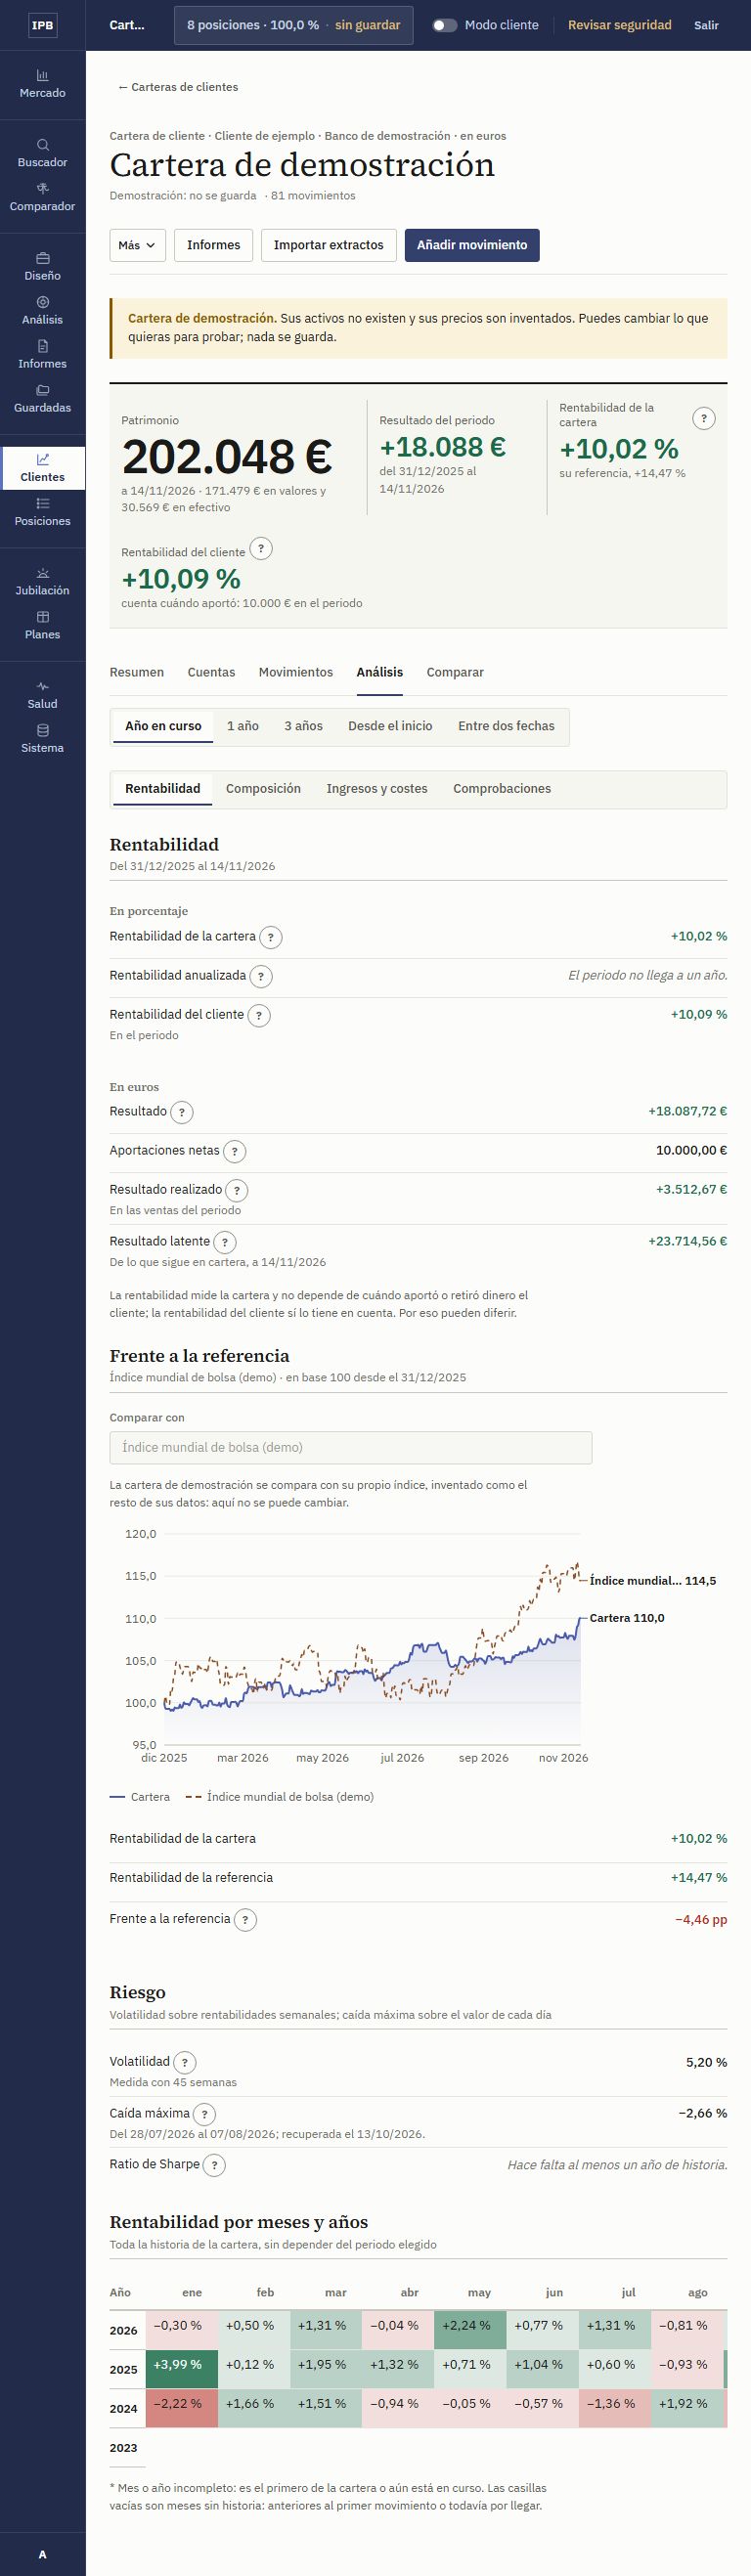 IPB
Cart...
8 posiciones · 100,0 % · sin guardar
Modo cliente
Revisar seguridad
Salir
Mercado
Buscador
Comparador
Diseño
Análisis
Informes
Guardadas
Clientes
Posiciones
Jubilación
Planes
Salud
Sistema
A
← Carteras de clientes
Cartera de cliente · Cliente de ejemplo · Banco de demostración · en euros
Cartera de demostración
Demostración: no se guarda · 81 movimientos
Más
Informes
Importar extractos
Añadir movimiento
Cartera de demostración. Sus activos no existen y sus precios son inventados. Puedes cambiar lo que
quieras para probar; nada se guarda.
Patrimonio
202.048 €
a 14/11/2026 · 171.479 € en valores y
30.569 € en efectivo
Resultado del periodo
+18.088 €
del 31/12/2025 al
14/11/2026
Rentabilidad de la
cartera
?
+10,02 %
su referencia, +14,47 %
Rentabilidad del cliente ?
+10,09 %
cuenta cuándo aportó: 10.000 € en el periodo
Resumen Cuentas Movimientos Análisis Comparar
Año en curso 1 año 3 años Desde el inicio Entre dos fechas
Rentabilidad Composición Ingresos y costes Comprobaciones
Rentabilidad
Del 31/12/2025 al 14/11/2026
En porcentaje
Rentabilidad de la cartera ? +10,02 %
Rentabilidad anualizada ? El periodo no llega a un año.
Rentabilidad del cliente ? +10,09 %
En el periodo
En euros
Resultado ? +18.087,72 €
Aportaciones netas ? 10.000,00 €
Resultado realizado ? +3.512,67 €
En las ventas del periodo
Resultado latente ? +23.714,56 €
De lo que sigue en cartera, a 14/11/2026
La rentabilidad mide la cartera y no depende de cuándo aportó o retiró dinero el
cliente; la rentabilidad del cliente sí lo tiene en cuenta. Por eso pueden diferir.
Frente a la referencia
Índice mundial de bolsa (demo) · en base 100 desde el 31/12/2025
Comparar con
Índice mundial de bolsa (demo)
La cartera de demostración se compara con su propio índice, inventado como el
resto de sus datos: aquí no se puede cambiar.
120,0
115,0
110,0
105,0
100,0
95,0
Índice mundial... 114,5
Cartera 110,0
dic 2025 mar 2026 may 2026 jul 2026 sep 2026 nov 2026
Cartera Índice mundial de bolsa (demo)
Rentabilidad de la cartera +10,02 %
Rentabilidad de la referencia +14,47 %
Frente a la referencia ? −4,46 pp
Riesgo
Volatilidad sobre rentabilidades semanales; caída máxima sobre el valor de cada día
Volatilidad ? 5,20 %
Medida con 45 semanas
Caída máxima ? −2,66 %
Del 28/07/2026 al 07/08/2026; recuperada el 13/10/2026.
Ratio de Sharpe ? Hace falta al menos un año de historia.
Rentabilidad por meses y años
Toda la historia de la cartera, sin depender del periodo elegido
Año ene feb mar abr may jun jul ago
2026 −0,30 % +0,50 % +1,31 % −0,04 % +2,24 % +0,77 % +1,31 % −0,81 %
2025 +3,99 % +0,12 % +1,95 % +1,32 % +0,71 % +1,04 % +0,60 % −0,93 %
2024 −2,22 % +1,66 % +1,51 % −0,94 % −0,05 % −0,57 % −1,36 % +1,92 %
2023
* Mes o año incompleto: es el primero de la cartera o aún está en curso. Las casillas
vacías son meses sin historia: anteriores al primer movimiento o todavía por llegar.